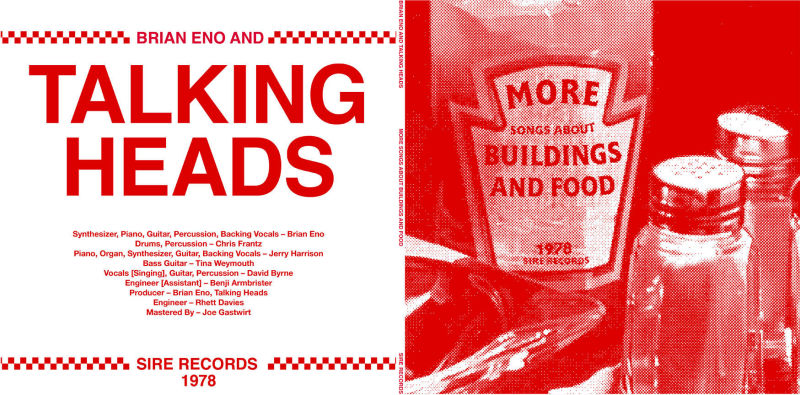 BRIAN ENO AND
TALKING
HEADS
Synthesizer, Piano, Guitar, Percussion, Backing Vocals – Brian Eno
Drums, Percussion – Chris Frantz
Piano, Organ, Synthesizer, Guitar, Backing Vocals – Jerry Harrison
Bass Guitar – Tina Weymouth
Vocals [Singing], Guitar, Percussion – David Byrne
Engineer [Assistant] – Benji Armbrister
Producer – Brian Eno, Talking Heads
Engineer – Rhett Davies
Mastered By – Joe Gastwirt
SIRE RECORDS
1978
BRIAN ENO AND TALKING HEADS
MORE SONGS ABOUT BUILDINGS AND FOOD
SIRE RECORDS
MORE
SONGS ABOUT
BUILDINGS
AND FOOD
1978
SIRE RECORDS